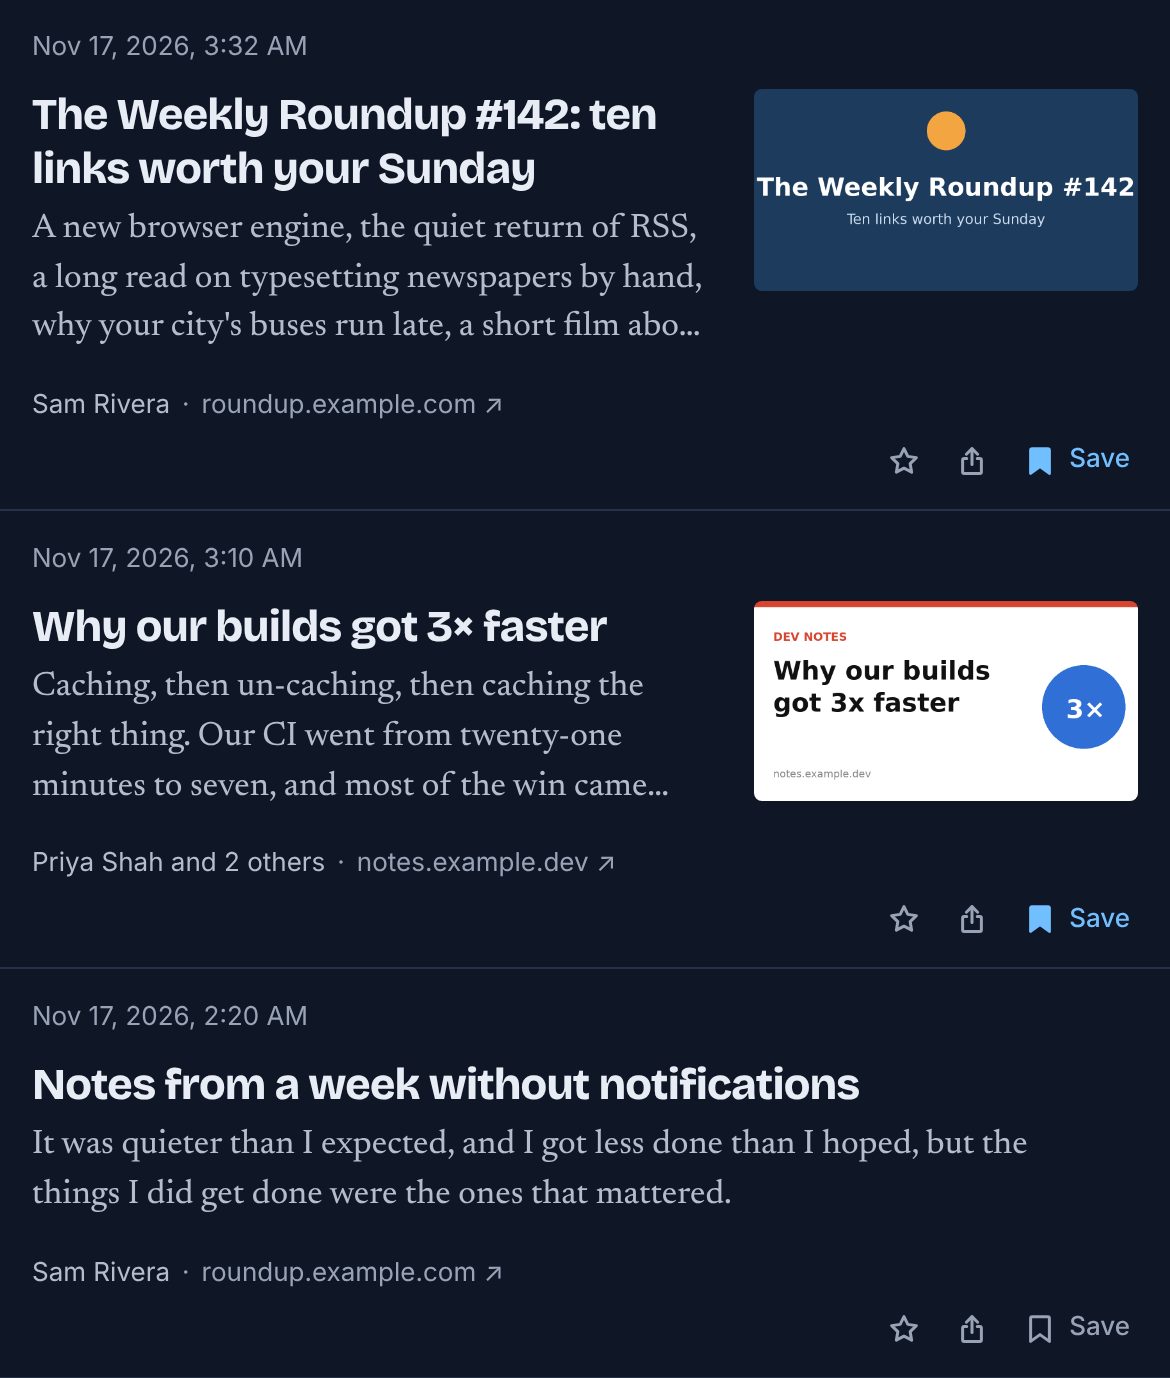 Nov 17, 2026, 3:32 AM
The Weekly Roundup #142: ten
links worth your Sunday
A new browser engine, the quiet return of RSS,
a long read on typesetting newspapers by hand,
why your city's buses run late, a short film abo...
The Weekly Roundup #142
Ten links worth your Sunday
Sam Rivera · roundup.example.com ↗
Save
Nov 17, 2026, 3:10 AM
Why our builds got 3× faster
Caching, then un-caching, then caching the
right thing. Our CI went from twenty-one
minutes to seven, and most of the win came...
DEV NOTES
Why our builds
got 3x faster
3×
notes.example.dev
Priya Shah and 2 others · notes.example.dev ↗
Save
Nov 17, 2026, 2:20 AM
Notes from a week without notifications
It was quieter than I expected, and I got less done than I hoped, but the
things I did get done were the ones that mattered.
Sam Rivera · roundup.example.com ↗
Save